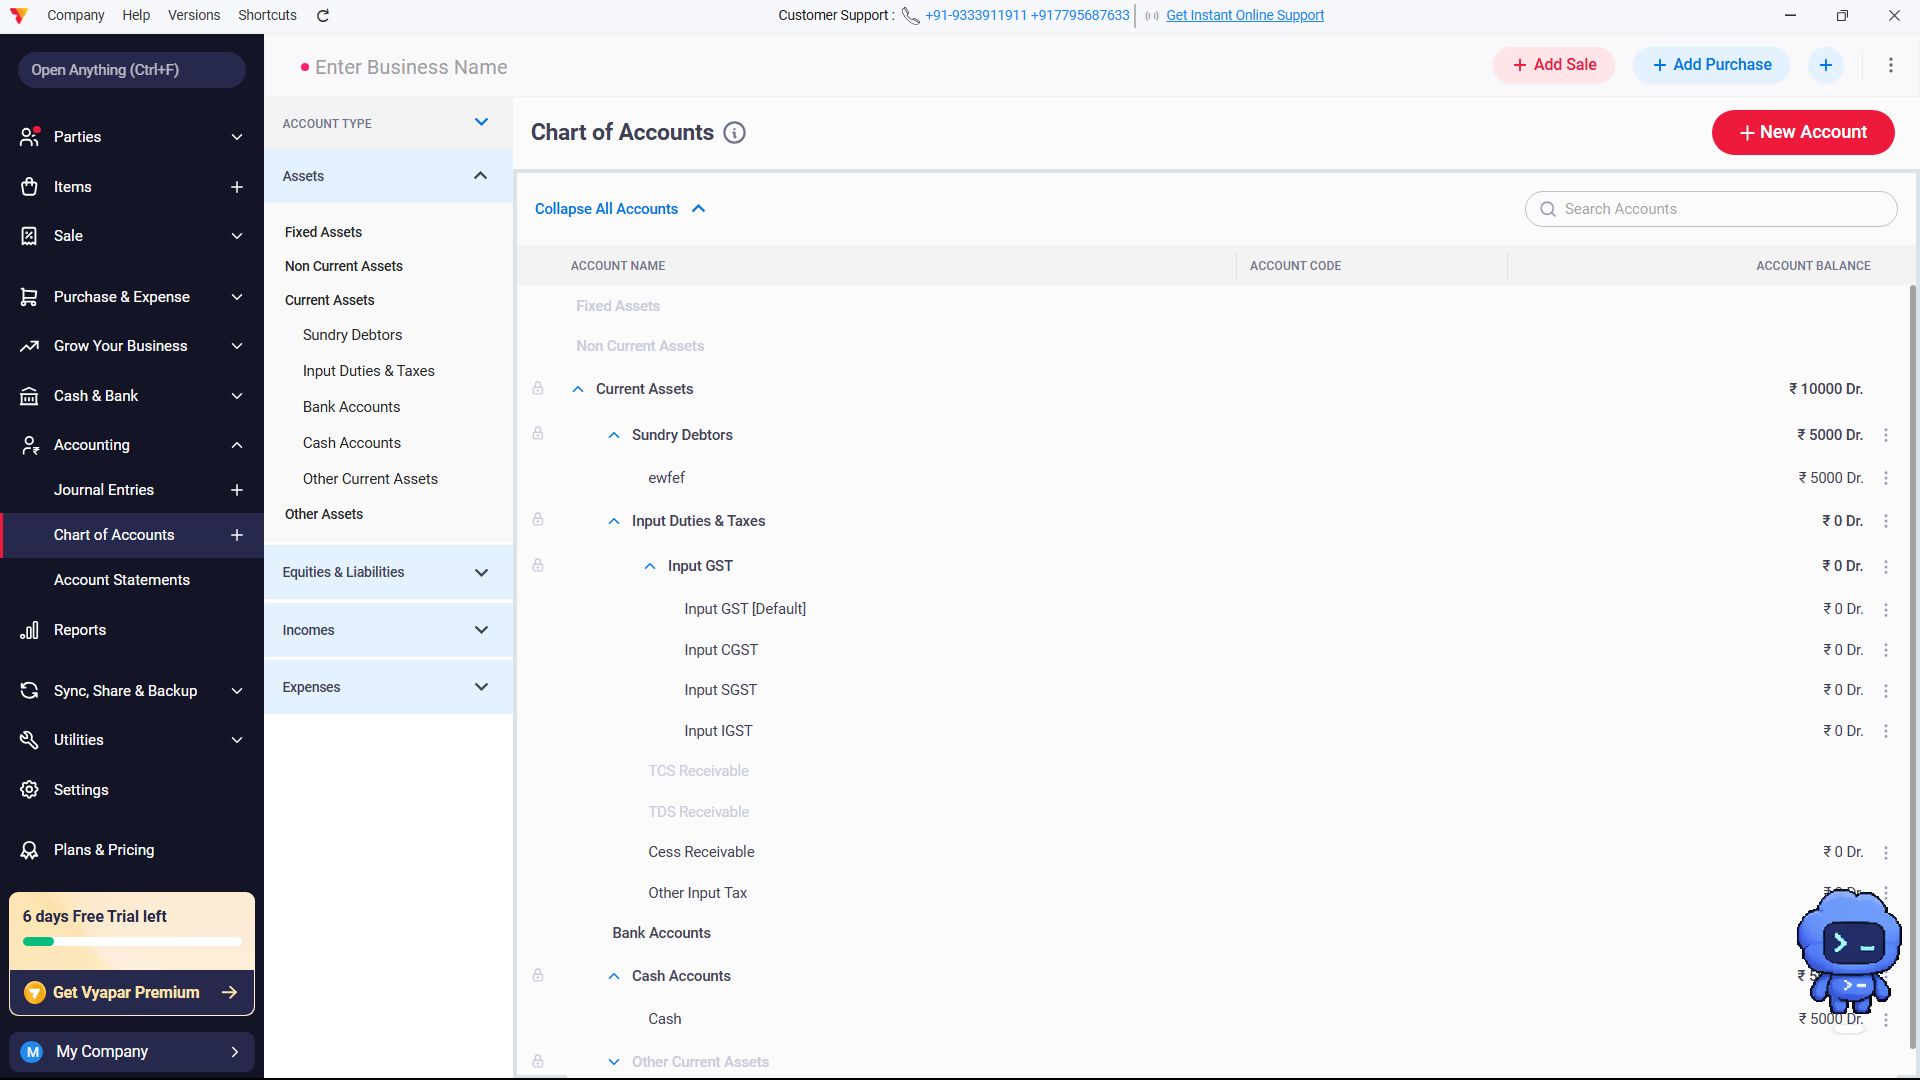 Company Help Versions Shortcuts
Customer Support : +91-9333911911 +917795687633 Get Instant Online Support
Open Anything (Ctrl+F)
Enter Business Name
Add Sale
Add Purchase
Parties
Items
Sale
Purchase & Expense
Grow Your Business
Cash & Bank
Accounting
Journal Entries
Chart of Accounts
Account Statements
Reports
Sync, Share & Backup
Utilities
Settings
Plans & Pricing
6 days Free Trial left
Get Vyapar Premium
M My Company
ACCOUNT TYPE
Assets
Fixed Assets
Non Current Assets
Current Assets
Sundry Debtors
Input Duties & Taxes
Bank Accounts
Cash Accounts
Other Current Assets
Other Assets
Equities & Liabilities
Incomes
Expenses
Chart of Accounts
New Account
Collapse All Accounts
Search Accounts
ACCOUNT NAME ACCOUNT CODE ACCOUNT BALANCE
Fixed Assets
Non Current Assets
Current Assets ₹ 10000 Dr.
Sundry Debtors ₹ 5000 Dr.
ewfef ₹ 5000 Dr.
Input Duties & Taxes ₹ 0 Dr.
Input GST ₹ 0 Dr.
Input GST [Default] ₹ 0 Dr.
Input CGST ₹ 0 Dr.
Input SGST ₹ 0 Dr.
Input IGST ₹ 0 Dr.
TCS Receivable
TDS Receivable
Cess Receivable ₹ 0 Dr.
Other Input Tax
Bank Accounts
Cash Accounts
Cash ₹ 5000 Dr.
Other Current Assets